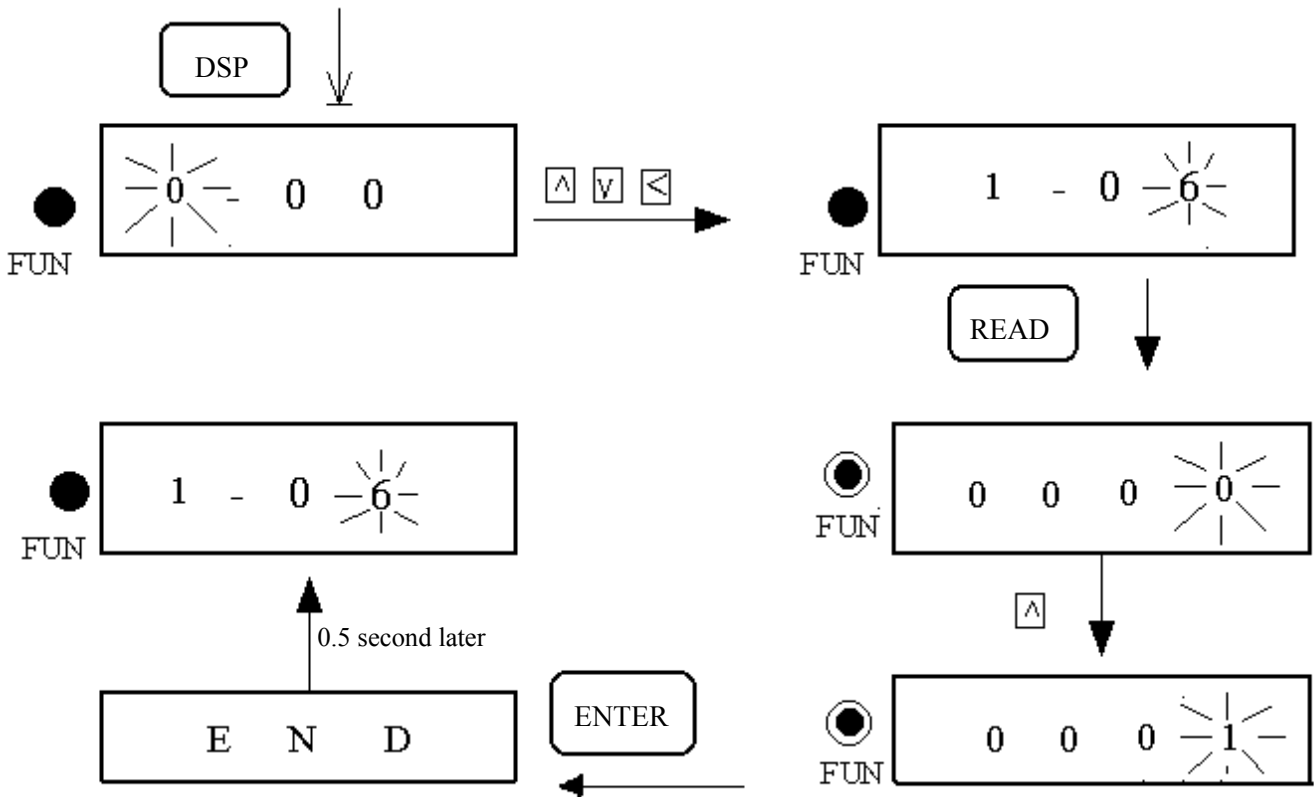 DSP
0 - 0 0
FUN
^ v <
1 - 0 6
FUN
READ
0 0 0 0
FUN
^
0 0 0 1
FUN
ENTER
E N D
0.5 second later
1 - 0 6
FUN